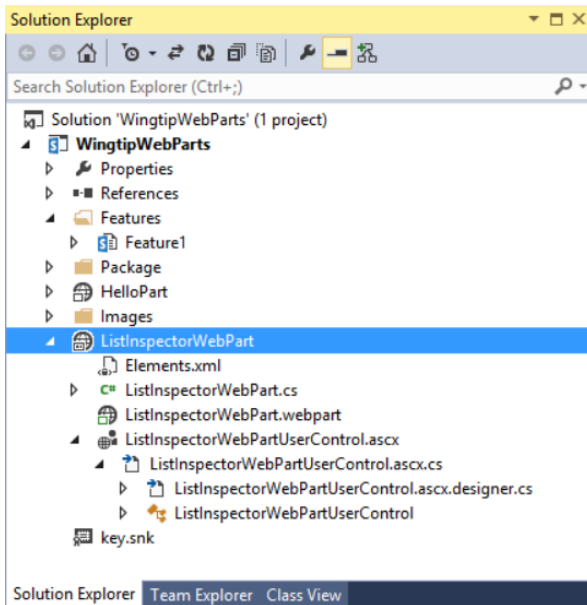 Solution Explorer
Search Solution Explorer (Ctrl+;)
Solution 'WingtipWebParts' (1 project)
WingtipWebParts
Properties
References
Features
Feature1
Package
HelloPart
Images
ListInspectorWebPart
Elements.xml
C# ListInspectorWebPart.cs
ListInspectorWebPart.webpart
ListInspectorWebPartUserControl.ascx
ListInspectorWebPartUserControl.ascx.cs
ListInspectorWebPartUserControl.ascx.designer.cs
ListInspectorWebPartUserControl
key.snk
Solution Explorer Team Explorer Class View